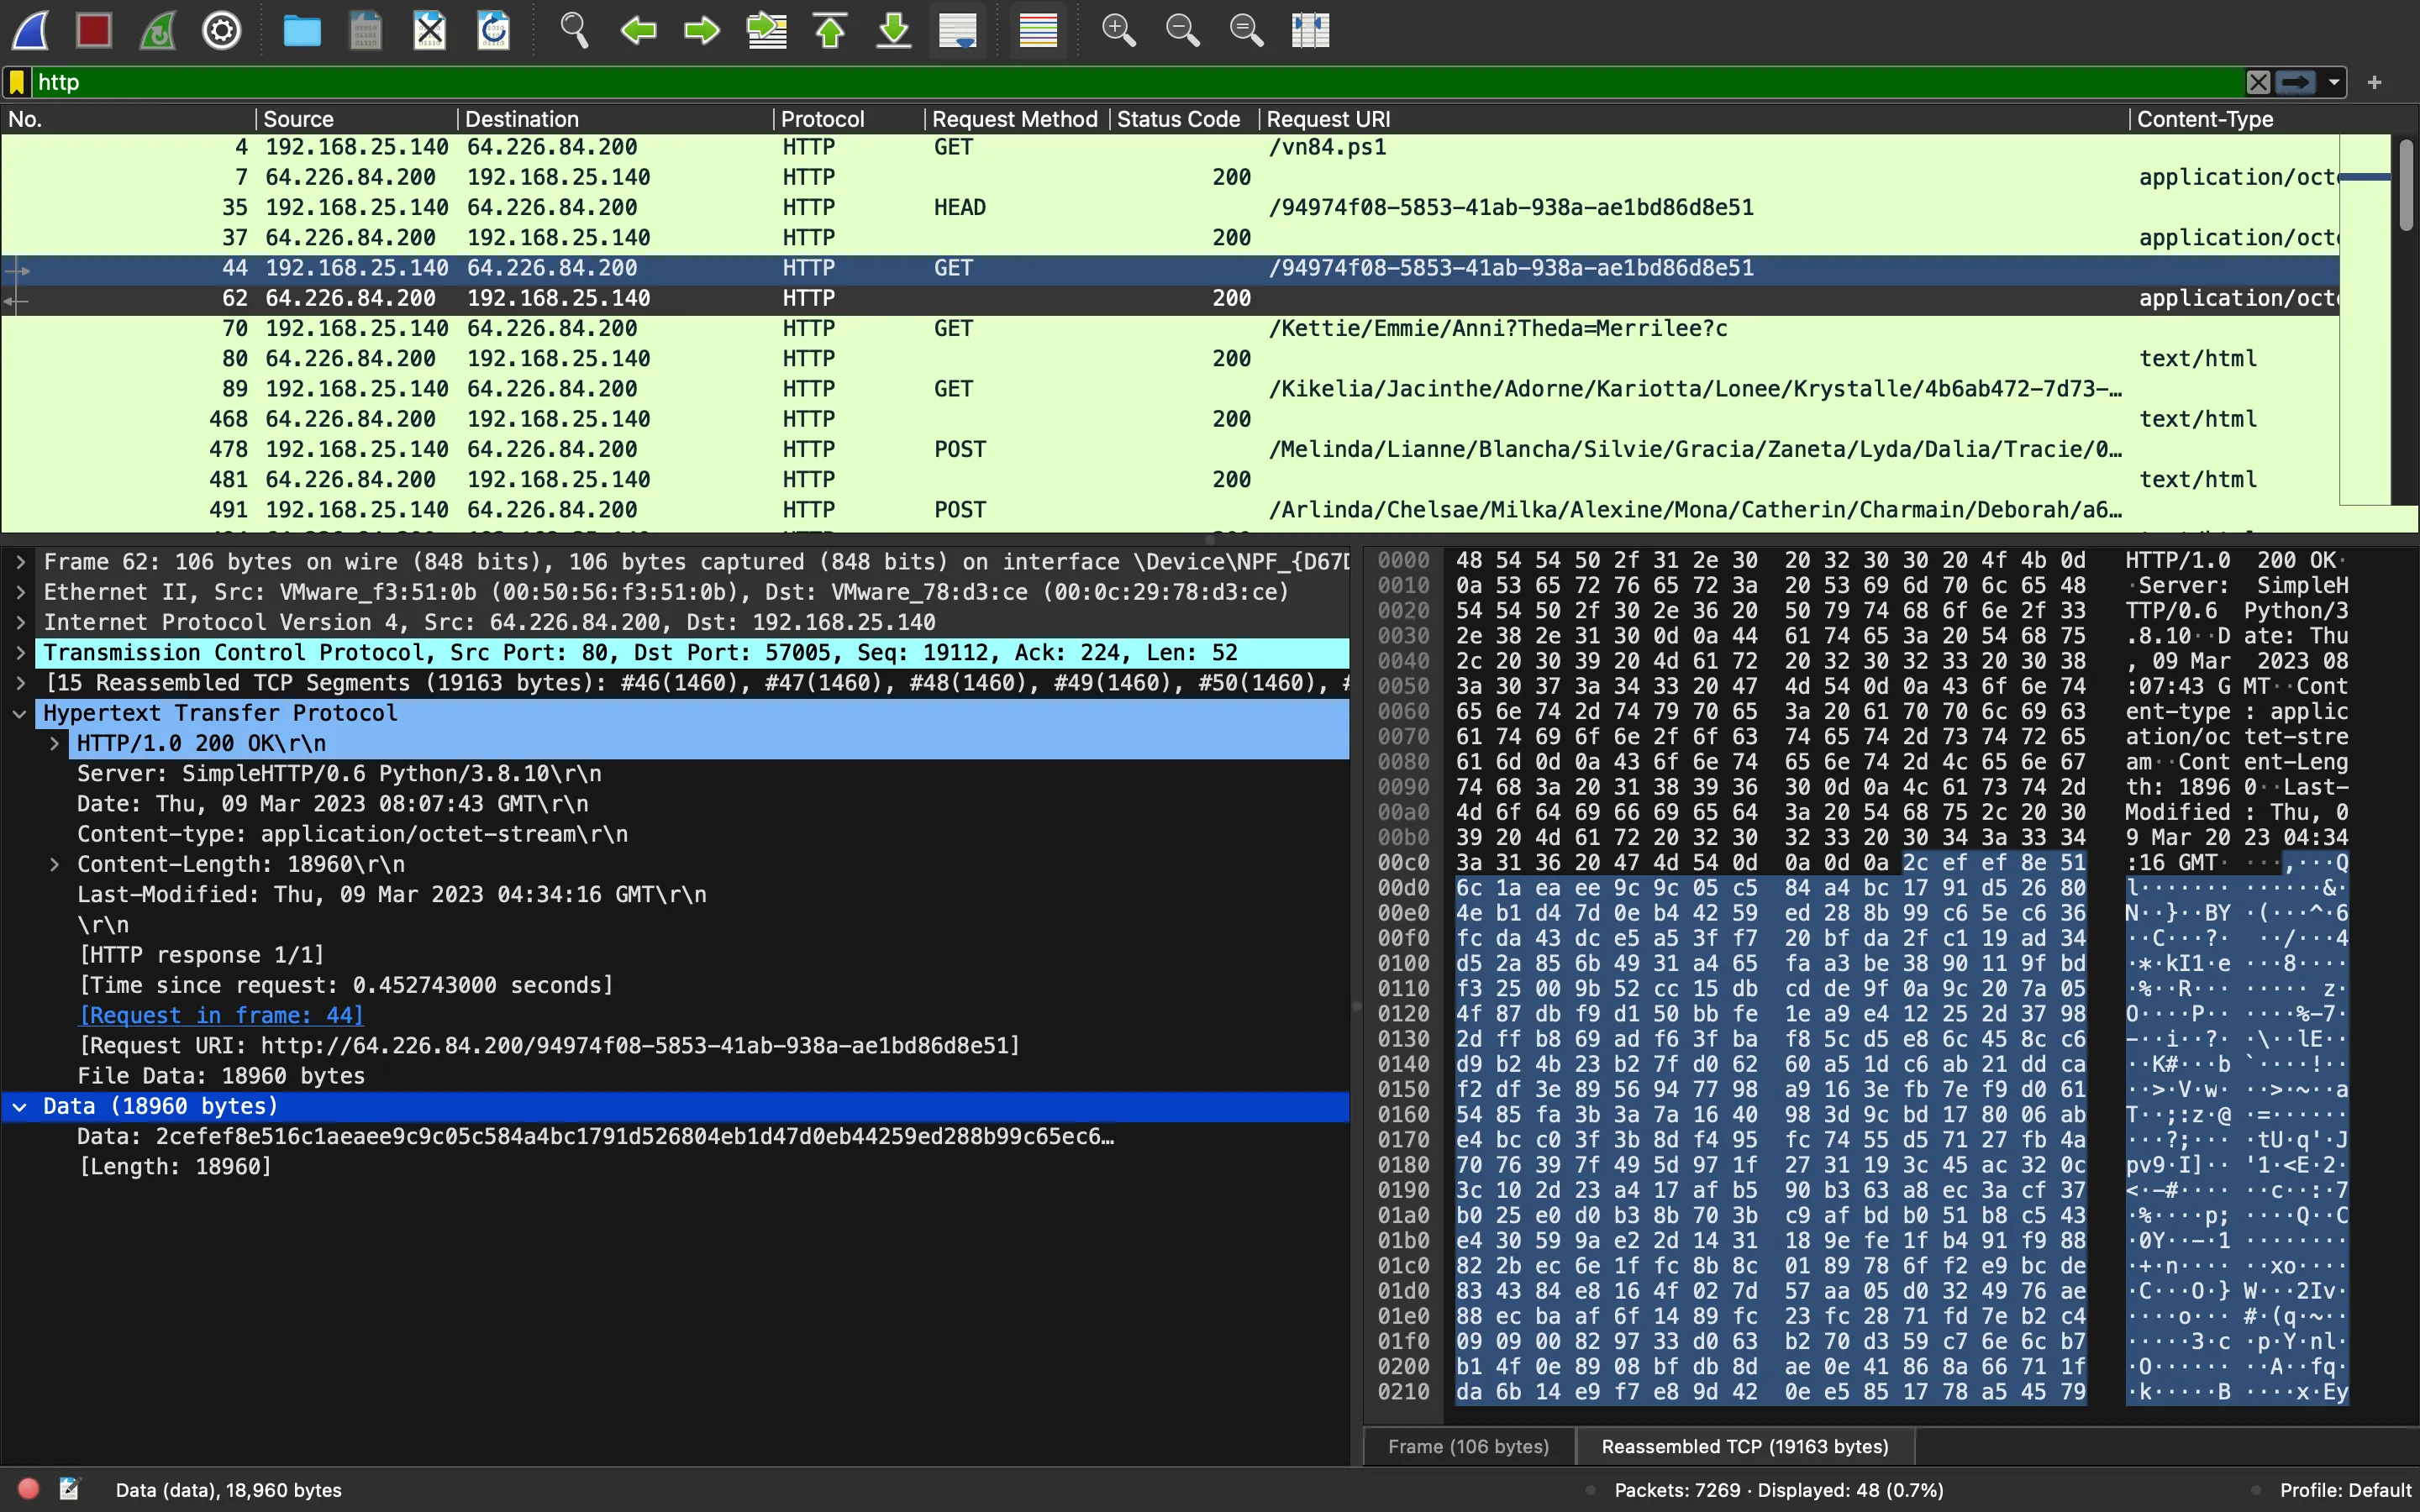 http
No. Source Destination Protocol Request Method Status Code Request URI Content-Type
4 192.168.25.140 64.226.84.200 HTTP GET /vn84.ps1
7 64.226.84.200 192.168.25.140 HTTP 200 application/oct
35 192.168.25.140 64.226.84.200 HTTP HEAD /94974f08-5853-41ab-938a-ae1bd86d8e51
37 64.226.84.200 192.168.25.140 HTTP 200 application/oct
44 192.168.25.140 64.226.84.200 HTTP GET /94974f08-5853-41ab-938a-ae1bd86d8e51
62 64.226.84.200 192.168.25.140 HTTP 200 application/oct
70 192.168.25.140 64.226.84.200 HTTP GET /Kettie/Emmie/Anni?Theda=Merrilee?c
80 64.226.84.200 192.168.25.140 HTTP 200 text/html
89 192.168.25.140 64.226.84.200 HTTP GET /Kikelia/Jacinthe/Adorne/Kariotta/Lonee/Krystalle/4b6ab472-7d73-…
468 64.226.84.200 192.168.25.140 HTTP 200 text/html
478 192.168.25.140 64.226.84.200 HTTP POST /Melinda/Lianne/Blancha/Silvie/Gracia/Zaneta/Lyda/Dalia/Tracie/0…
481 64.226.84.200 192.168.25.140 HTTP 200 text/html
491 192.168.25.140 64.226.84.200 HTTP POST /Arlinda/Chelsae/Milka/Alexine/Mona/Catherin/Charmain/Deborah/a6…
Frame 62: 106 bytes on wire (848 bits), 106 bytes captured (848 bits) on interface \Device\NPF_{D67
Ethernet II, Src: VMware_f3:51:0b (00:50:56:f3:51:0b), Dst: VMware_78:d3:ce (00:0c:29:78:d3:ce)
Internet Protocol Version 4, Src: 64.226.84.200, Dst: 192.168.25.140
Transmission Control Protocol, Src Port: 80, Dst Port: 57005, Seq: 19112, Ack: 224, Len: 52
[15 Reassembled TCP Segments (19163 bytes): #46(1460), #47(1460), #48(1460), #49(1460), #50(1460), #
Hypertext Transfer Protocol
HTTP/1.0 200 OK\r\n
Server: SimpleHTTP/0.6 Python/3.8.10\r\n
Date: Thu, 09 Mar 2023 08:07:43 GMT\r\n
Content-type: application/octet-stream\r\n
Content-Length: 18960\r\n
Last-Modified: Thu, 09 Mar 2023 04:34:16 GMT\r\n
\r\n
[HTTP response 1/1]
[Time since request: 0.452743000 seconds]
[Request in frame: 44]
[Request URI: http://64.226.84.200/94974f08-5853-41ab-938a-ae1bd86d8e51]
File Data: 18960 bytes
Data (18960 bytes)
Data: 2cefef8e516c1aeaee9c9c05c584a4bc1791d526804eb1d47d0eb44259ed288b99c65ec6…
[Length: 18960]
0000 48 54 54 50 2f 31 2e 30 20 32 30 30 20 4f 4b 0d HTTP/1.0 200 OK·
0010 0a 53 65 72 76 65 72 3a 20 53 69 6d 70 6c 65 48 ·Server: SimpleH
0020 54 54 50 2f 30 2e 36 20 50 79 74 68 6f 6e 2f 33 TTP/0.6 Python/3
0030 2e 38 2e 31 30 0d 0a 44 61 74 65 3a 20 54 68 75 .8.10··D ate: Thu
0040 2c 20 30 39 20 4d 61 72 20 32 30 32 33 20 30 38 , 09 Mar 2023 08
0050 3a 30 37 3a 34 33 20 47 4d 54 0d 0a 43 6f 6e 74 :07:43 G MT··Cont
0060 65 6e 74 2d 74 79 70 65 3a 20 61 70 70 6c 69 63 ent-type : applic
0070 61 74 69 6f 6e 2f 6f 63 74 65 74 2d 73 74 72 65 ation/oc tet-stre
0080 61 6d 0d 0a 43 6f 6e 74 65 6e 74 2d 4c 65 6e 67 am··Cont ent-Leng
0090 74 68 3a 20 31 38 39 36 30 0d 0a 4c 61 73 74 2d th: 1896 0··Last-
00a0 4d 6f 64 69 66 69 65 64 3a 20 54 68 75 2c 20 30 Modified : Thu, 0
00b0 39 20 4d 61 72 20 32 30 32 33 20 30 34 3a 33 34 9 Mar 20 23 04:34
00c0 3a 31 36 20 47 4d 54 0d 0a 0d 0a 2c ef ef 8e 51 :16 GMT· ···,···Q
00d0 6c 1a ea ee 9c 9c 05 c5 84 a4 bc 17 91 d5 26 80 l······· ······&·
00e0 4e b1 d4 7d 0e b4 42 59 ed 28 8b 99 c6 5e c6 36 N··}··BY ·(···^·6
00f0 fc da 43 dc e5 a5 3f f7 20 bf da 2f c1 19 ad 34 ··C···?· ··/···4
0100 d5 2a 85 6b 49 31 a4 65 fa a3 be 38 90 11 9f bd ·*·kI1·e ···8····
0110 f3 25 00 9b 52 cc 15 db cd de 9f 0a 9c 20 7a 05 ·%··R··· ····· z·
0120 4f 87 db f9 d1 50 bb fe 1e a9 e4 12 25 2d 37 98 O····P·· ····%-7·
0130 2d ff b8 69 ad f6 3f ba f8 5c d5 e8 6c 45 8c c6 -··i··?· ·\··lE··
0140 d9 b2 4b 23 b2 7f d0 62 60 a5 1d c6 ab 21 dd ca ··K#···b `····!··
0150 f2 df 3e 89 56 94 77 98 a9 16 3e fb 7e f9 d0 61 ··>·V·w· ··>·~··a
0160 54 85 fa 3b 3a 7a 16 40 98 3d 9c bd 17 80 06 ab T··;:z·@ ·=······
0170 e4 bc c0 3f 3b 8d f4 95 fc 74 55 d5 71 27 fb 4a ···?;··· ·tU·q'·J
0180 70 76 39 7f 49 5d 97 1f 27 31 19 3c 45 ac 32 0c pv9·I]·· '1·<E·2·
0190 3c 10 2d 23 a4 17 af b5 90 b3 63 a8 ec 3a cf 37 <·-#···· ··c··:·7
01a0 b0 25 e0 d0 b3 8b 70 3b c9 af bd b0 51 b8 c5 43 ·%····p; ····Q··C
01b0 e4 30 59 9a e2 2d 14 31 18 9e fe 1f b4 91 f9 88 ·0Y··-·1 ········
01c0 82 2b ec 6e 1f fc 8b 8c 01 89 78 6f f2 e9 bc de ·+·n···· ··xo····
01d0 83 43 84 e8 16 4f 02 7d 57 aa 05 d0 32 49 76 ae ·C···O·} W···2Iv·
01e0 88 ec ba af 6f 14 89 fc 23 fc 28 71 fd 7e b2 c4 ····o··· #·(q·~··
01f0 09 09 00 82 97 33 d0 63 b2 70 d3 59 c7 6e 6c b7 ·····3·c ·p·Y·nl·
0200 b1 4f 0e 89 08 bf db 8d ae 0e 41 86 8a 66 71 1f ·O······ ··A··fq·
0210 da 6b 14 e9 f7 e8 9d 42 0e e5 85 17 78 a5 45 79 ·k·····B ····x·Ey
Frame (106 bytes) Reassembled TCP (19163 bytes)
Data (data), 18,960 bytes Packets: 7269 · Displayed: 48 (0.7%) Profile: Default